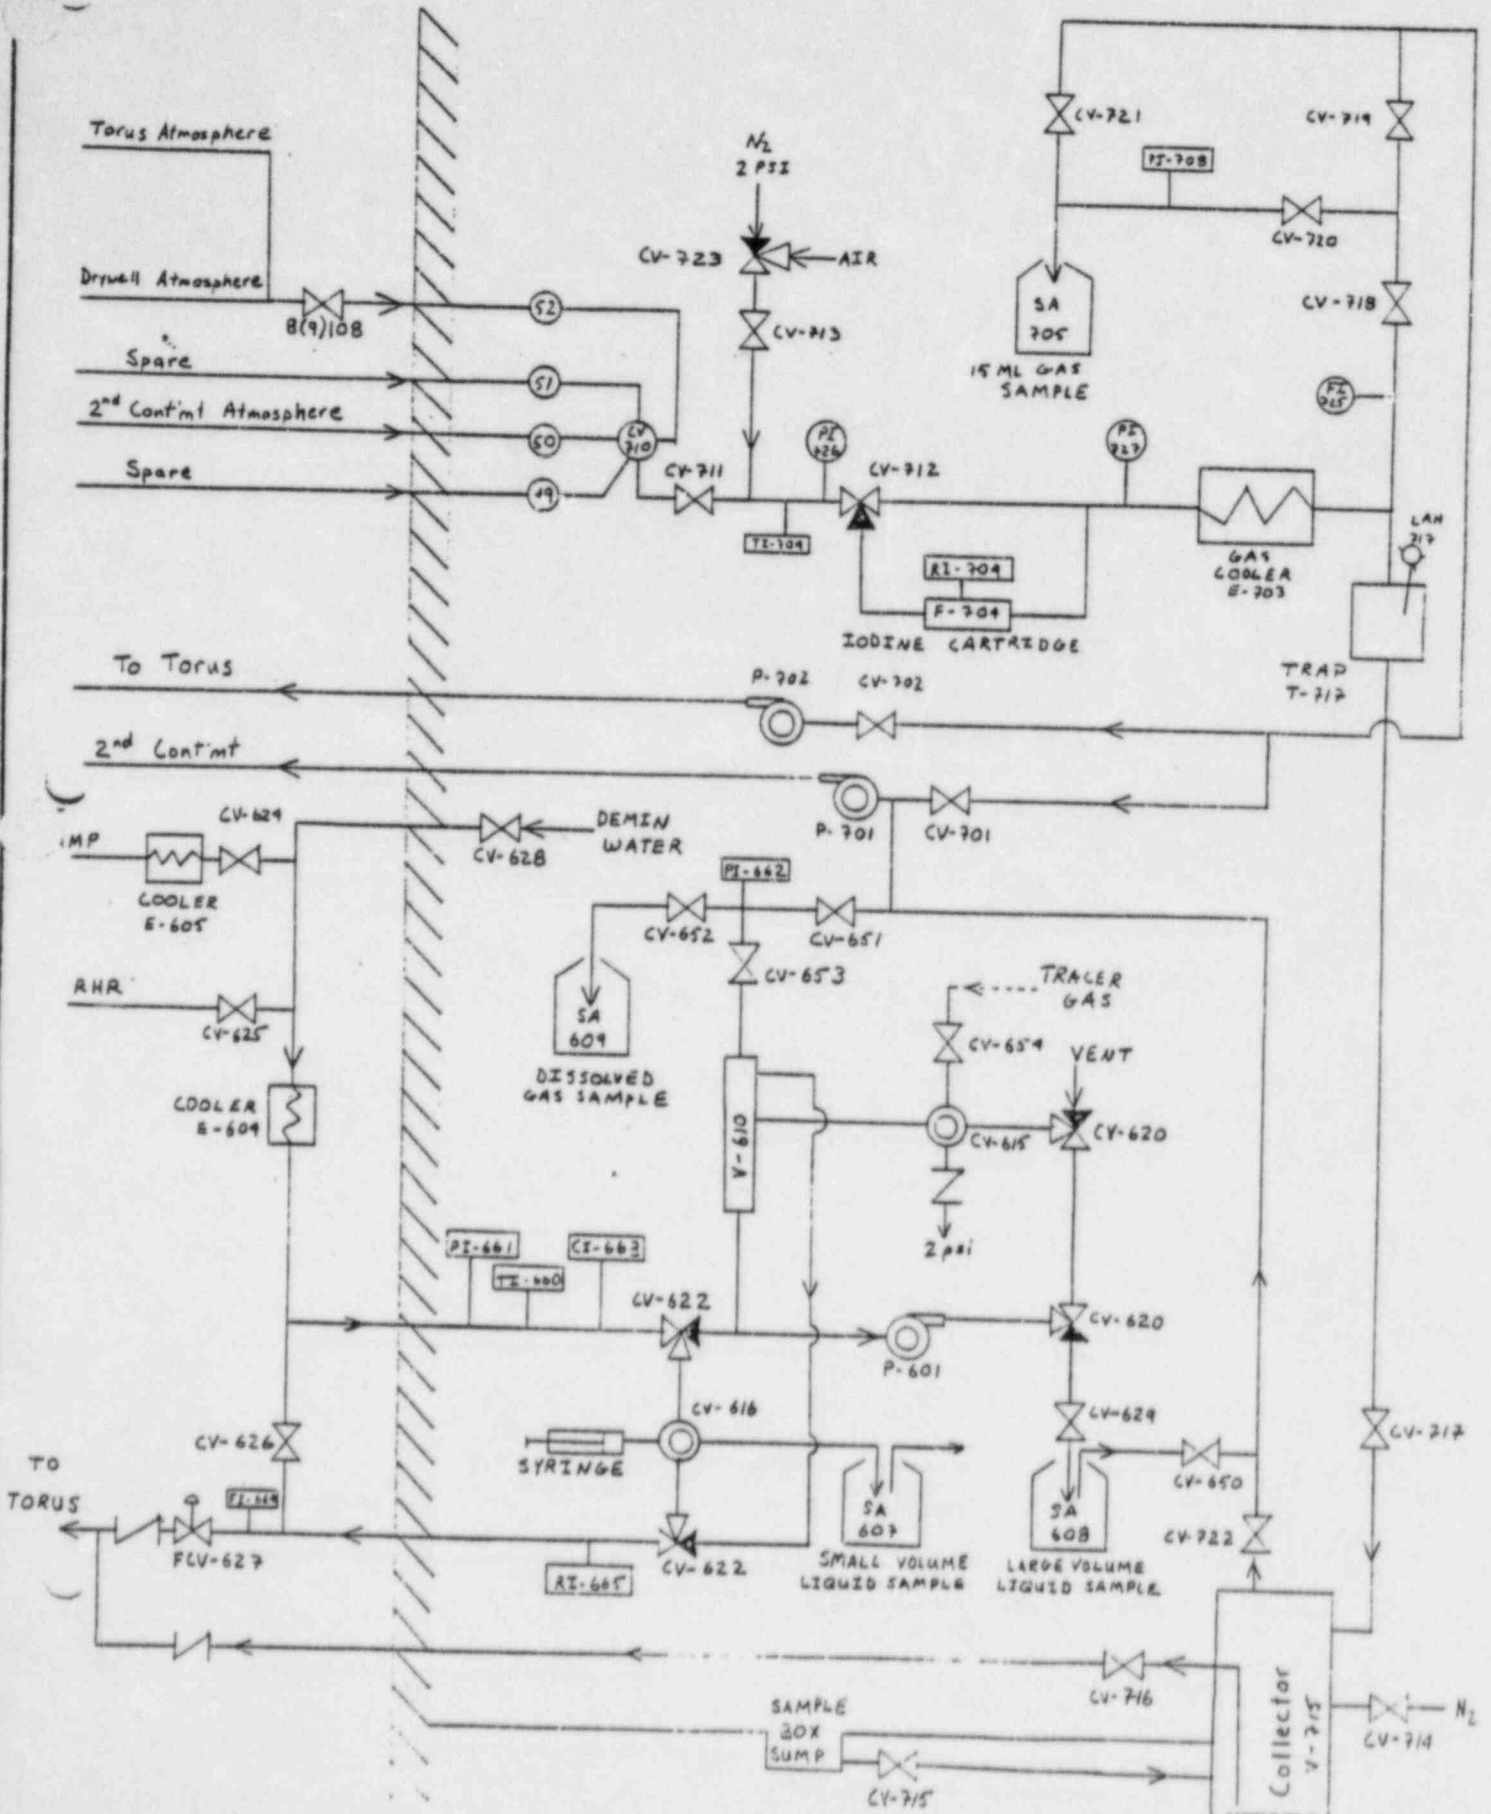 Torus Atmosphere
N2
2 PSI
CV-721
CV-719
PI-708
CV-720
CV-723
AIR
Drywell Atmosphere
8(9)108
52
CV-713
SA
705
CV-718
15 ML GAS
SAMPLE
Spare
51
2nd Cont'mt Atmosphere
50
CV
710
PI
726
PI
727
CV-711
CV-712
Spare
49
TI-709
RI-704
F-704
IODINE CARTRIDGE
GAS
COOLER
E-703
LAH
717
TRAP
T-717
To Torus
P-702
CV-702
2nd Cont'mt
P-701
CV-701
CV-624
DEMIN
WATER
CV-628
COOLER
E-605
PI-662
CV-652
CV-651
CV-653
RHR
CV-625
SA
609
DISSOLVED
GAS SAMPLE
TRACER
GAS
CV-654
VENT
COOLER
E-604
V-610
CV-615
CV-620
2 psi
PI-661
TI-660
CI-663
CV-622
P-601
CV-620
CV-626
CV-616
SYRINGE
CV-629
CV-650
CV-717
TO
TORUS
FCV-627
RI-665
CV-622
SA
607
SMALL VOLUME
LIQUID SAMPLE
SA
608
LARGE VOLUME
LIQUID SAMPLE
CV-722
CV-716
SAMPLE
BOX
SUMP
CV-715
Collector
V-715
CV-714
N2